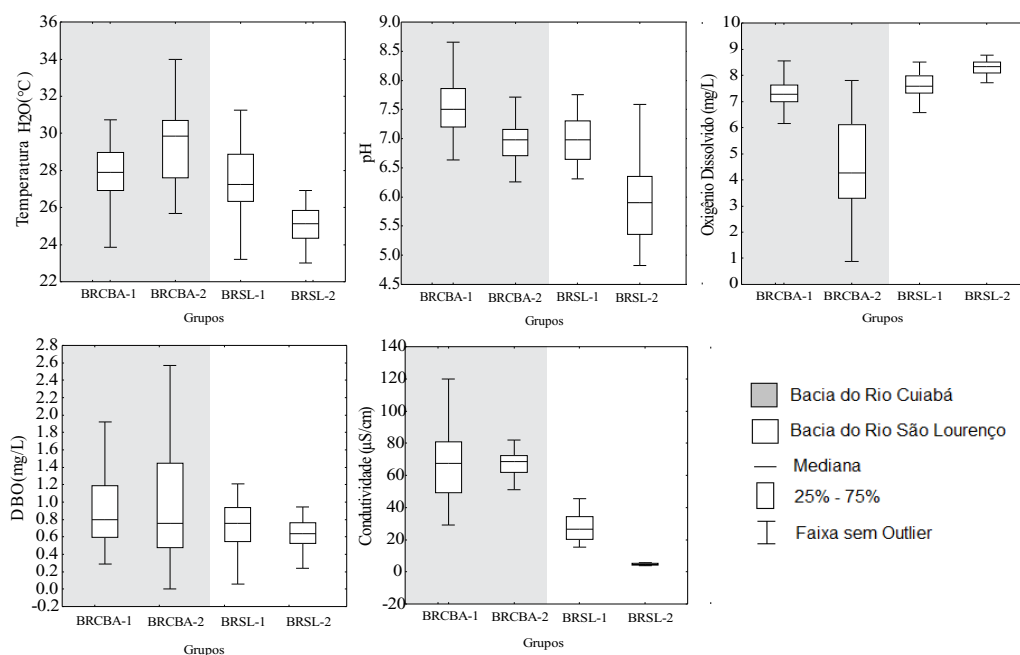 Temperatura H2O(°C)
36
34
32
30
28
26
24
22
BRCBA-1 BRCBA-2 BRSL-1 BRSL-2
Grupos
pH
9.0
8.5
8.0
7.5
7.0
6.5
6.0
5.5
5.0
4.5
BRCBA-1 BRCBA-2 BRSL-1 BRSL-2
Grupos
Oxigênio Dissolvido (mg/L)
10
9
8
7
6
5
4
3
2
1
0
BRCBA-1 BRCBA-2 BRSL-1 BRSL-2
Grupos
DBO(mg/L)
2.8
2.6
2.4
2.2
2.0
1.8
1.6
1.4
1.2
1.0
0.8
0.6
0.4
0.2
0.0
-0.2
BRCBA-1 BRCBA-2 BRSL-1 BRSL-2
Grupos
Condutividade (µS/cm)
140
120
100
80
60
40
20
0
-20
BRCBA-1 BRCBA-2 BRSL-1 BRSL-2
Grupos
Bacia do Rio Cuiabá
Bacia do Rio São Lourenço
Mediana
25% - 75%
Faixa sem Outlier